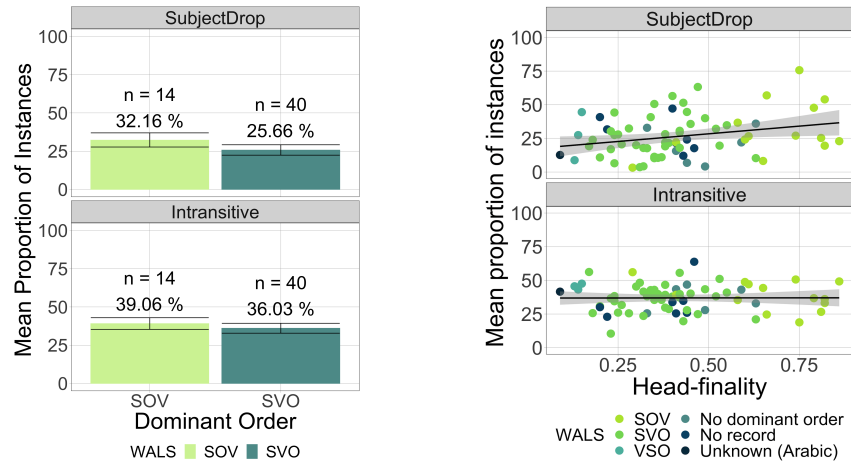 SubjectDrop
100
75
50
25
0
n = 14
32.16 %
n = 40
25.66 %
Intransitive
100
75
50
25
0
n = 14
39.06 %
n = 40
36.03 %
Mean Proportion of Instances
SOV SVO
Dominant Order
WALS SOV SVO
SubjectDrop
100
75
50
25
0
Intransitive
100
75
50
25
0
Mean proportion of instances
0.25 0.50 0.75
Head-finality
WALS
SOV No dominant order
SVO No record
VSO Unknown (Arabic)